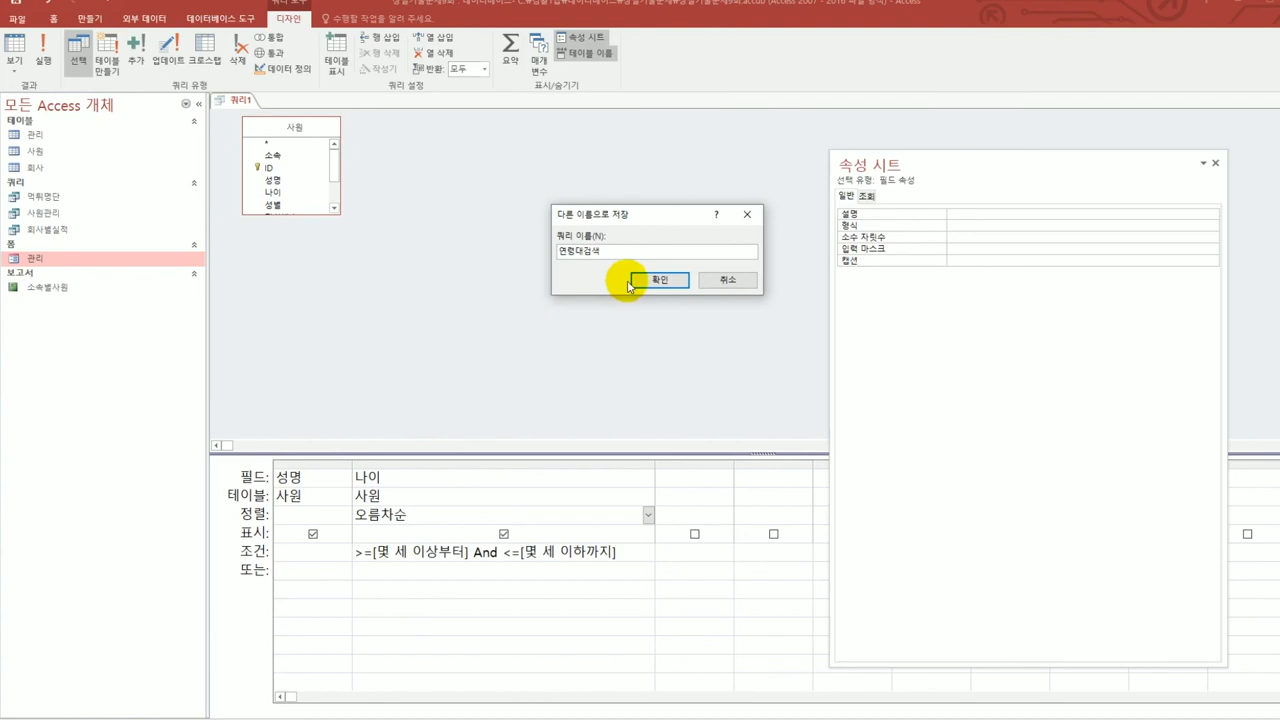 쿼리 도구
파일 홈 만들기 외부 데이터 데이터베이스 도구 디자인 수행할 작업을 알려 주세요.
보기 실행 선택 테이블 만들기 추가 업데이트 크로스탭 삭제 통합 통과 데이터 정의 테이블 표시 행 삽입 행 삭제 작성기 열 삽입 열 삭제 반환: 모두 요약 매개 변수 속성 시트 테이블 이름
결과 쿼리 유형 쿼리 설정 표시/숨기기
모든 Access 개체
테이블
관리
사원
회사
쿼리
먹튀명단
사원관리
회사별실적
폼
관리
보고서
소속별사원
쿼리1
사원
*
소속
ID
성명
나이
성별
다른 이름으로 저장 ?
쿼리 이름(N):
연령대검색
확인 취소
속성 시트
선택 유형: 필드 속성
일반 조회
설명
형식
소수 자릿수
입력 마스크
캡션
필드: 성명 나이
테이블: 사원 사원
정렬: 오름차순
표시:
조건: >=[몇 세 이상부터] And <=[몇 세 이하까지]
또는: